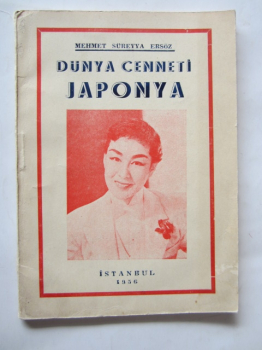 MEHMET SÜREYYA ERSOZ
DÜNYA CENNETİ
JAPONYA
İSTANBUL
1956